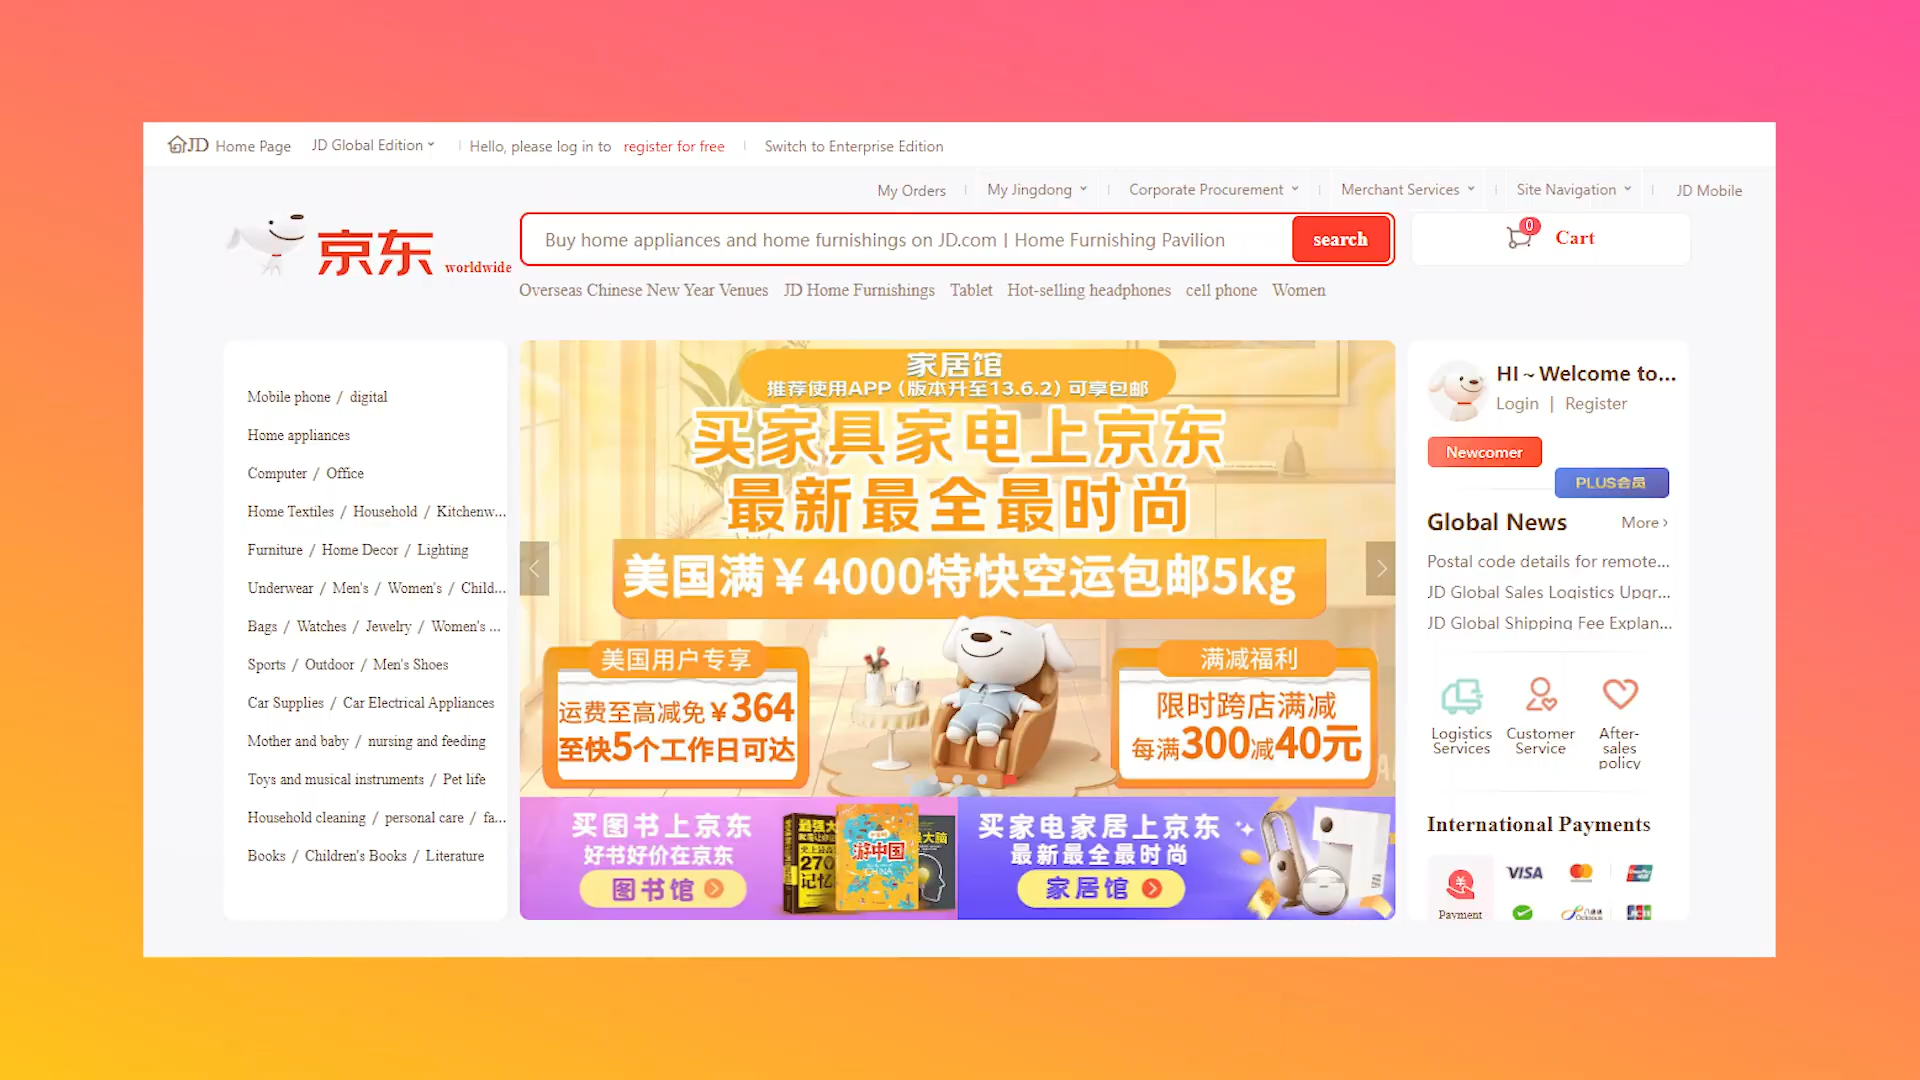 JD Home Page JD Global Edition Hello, please log in to register for free Switch to Enterprise Edition
My Orders My Jingdong Corporate Procurement Merchant Services Site Navigation JD Mobile
京东 worldwide
Buy home appliances and home furnishings on JD.com | Home Furnishing Pavilion search
0 Cart
Overseas Chinese New Year Venues JD Home Furnishings Tablet Hot-selling headphones cell phone Women
Mobile phone / digital
Home appliances
Computer / Office
Home Textiles / Household / Kitchenw...
Furniture / Home Decor / Lighting
Underwear / Men's / Women's / Child...
Bags / Watches / Jewelry / Women's ...
Sports / Outdoor / Men's Shoes
Car Supplies / Car Electrical Appliances
Mother and baby / nursing and feeding
Toys and musical instruments / Pet life
Household cleaning / personal care / fa...
Books / Children's Books / Literature
家居馆
推荐使用APP（版本升至13.6.2）可享包邮
买家具家电上京东
最新最全最时尚
美国满￥4000特快空运包邮5kg
美国用户专享
运费至高减免￥364
至快5个工作日可达
满减福利
限时跨店满减
每满300减40元
买图书上京东
好书好价在京东
图书馆
最强大
270
记忆
游中国
CHINA
大脑
买家电家居上京东
最新最全最时尚
家居馆
HI~Welcome to...
Login | Register
Newcomer
PLUS会员
Global News More
Postal code details for remote...
JD Global Sales Logistics Upgr...
JD Global Shipping Fee Explan...
Logistics Services
Customer Service
After-sales policy
International Payments
Payment
VISA
JCB